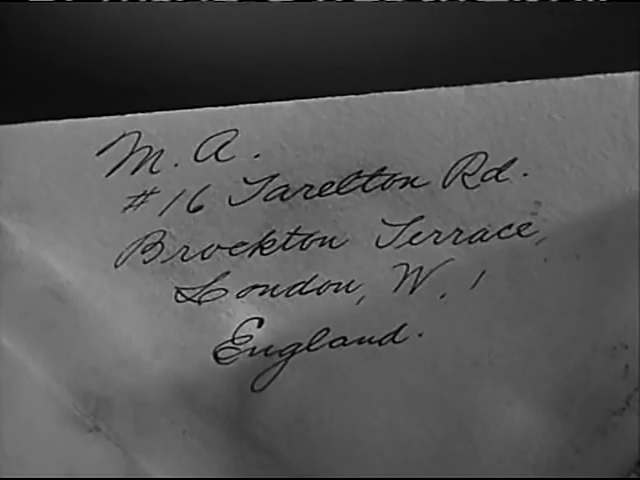 M. A.
#16 Tarelton Rd.
Brockton Terrace,
London, W. 1
England.